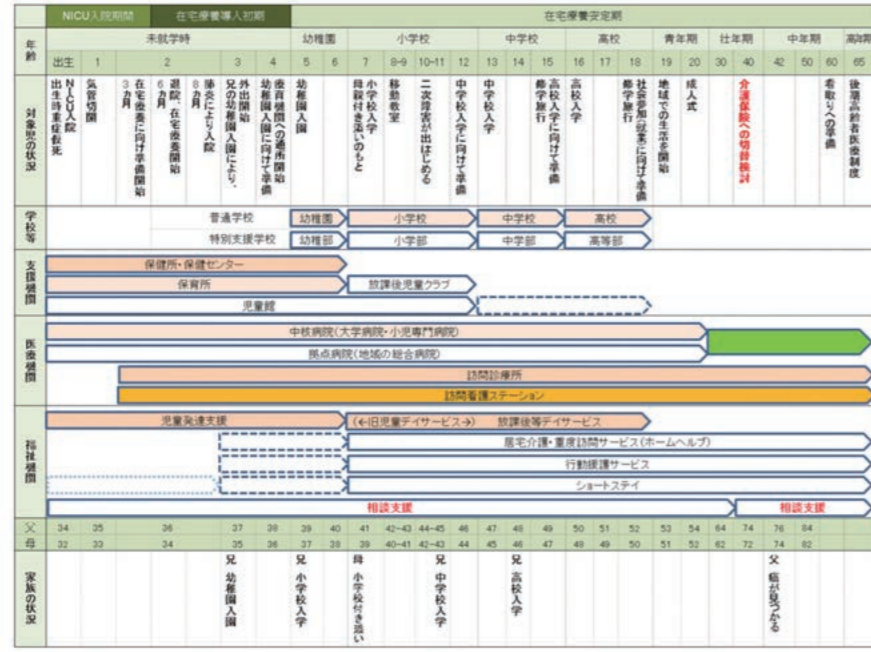 NICU入院期間 在宅療養導入初期 在宅療養安定期
年齢 未就学時 幼稚園 小学校 中学校 高校 青年期 壮年期 中年期 高年期
出生 1 2 3 4 5 6 7 8-9 10-11 12 13 14 15 16 17 18 19 20 30 40 42 50 60 65
対象児の状況
出生時重症仮死
NICU入院
気管切開
3カ月
在宅療養に向け準備開始
6カ月
退院、在宅療養開始
8カ月
肺炎により入院
兄の幼稚園入園により、
外出開始
幼稚園入園に向けて準備
療育機関への通所開始
幼稚園入園
母親付き添いのもと
小学校入学
移動教室
二次障害が出はじめる
中学校入学に向けて準備
中学校入学
修学旅行
高校入学に向けて準備
高校入学
修学旅行
社会参加(就業)に向けて準備
地域での生活を開始
成人式
介護保険への切替検討
看取りへの準備
後期高齢者医療制度
学校等
普通学校 幼稚園 小学校 中学校 高校
特別支援学校 幼稚部 小学部 中学部 高等部
支援機関
保健所・保健センター
保育所 放課後児童クラブ
児童館
医療機関
中核病院(大学病院・小児専門病院)
拠点病院(地域の総合病院)
訪問診療所
訪問看護ステーション
福祉機関
児童発達支援 (←旧児童デイサービス→) 放課後等デイサービス
居宅介護・重度訪問サービス(ホームヘルプ)
行動援護サービス
ショートステイ
相談支援 相談支援
父 34 35 36 37 38 39 40 41 42-43 44-45 46 47 48 49 50 51 52 53 54 64 74 76 84
母 32 33 34 35 36 37 38 39 40-41 42-43 44 45 46 47 48 49 50 51 52 62 72 74 82
家族の状況
兄 幼稚園入園
兄 小学校入学
母 小学校付き添い
兄 中学校入学
兄 高校入学
父 癌が見つかる